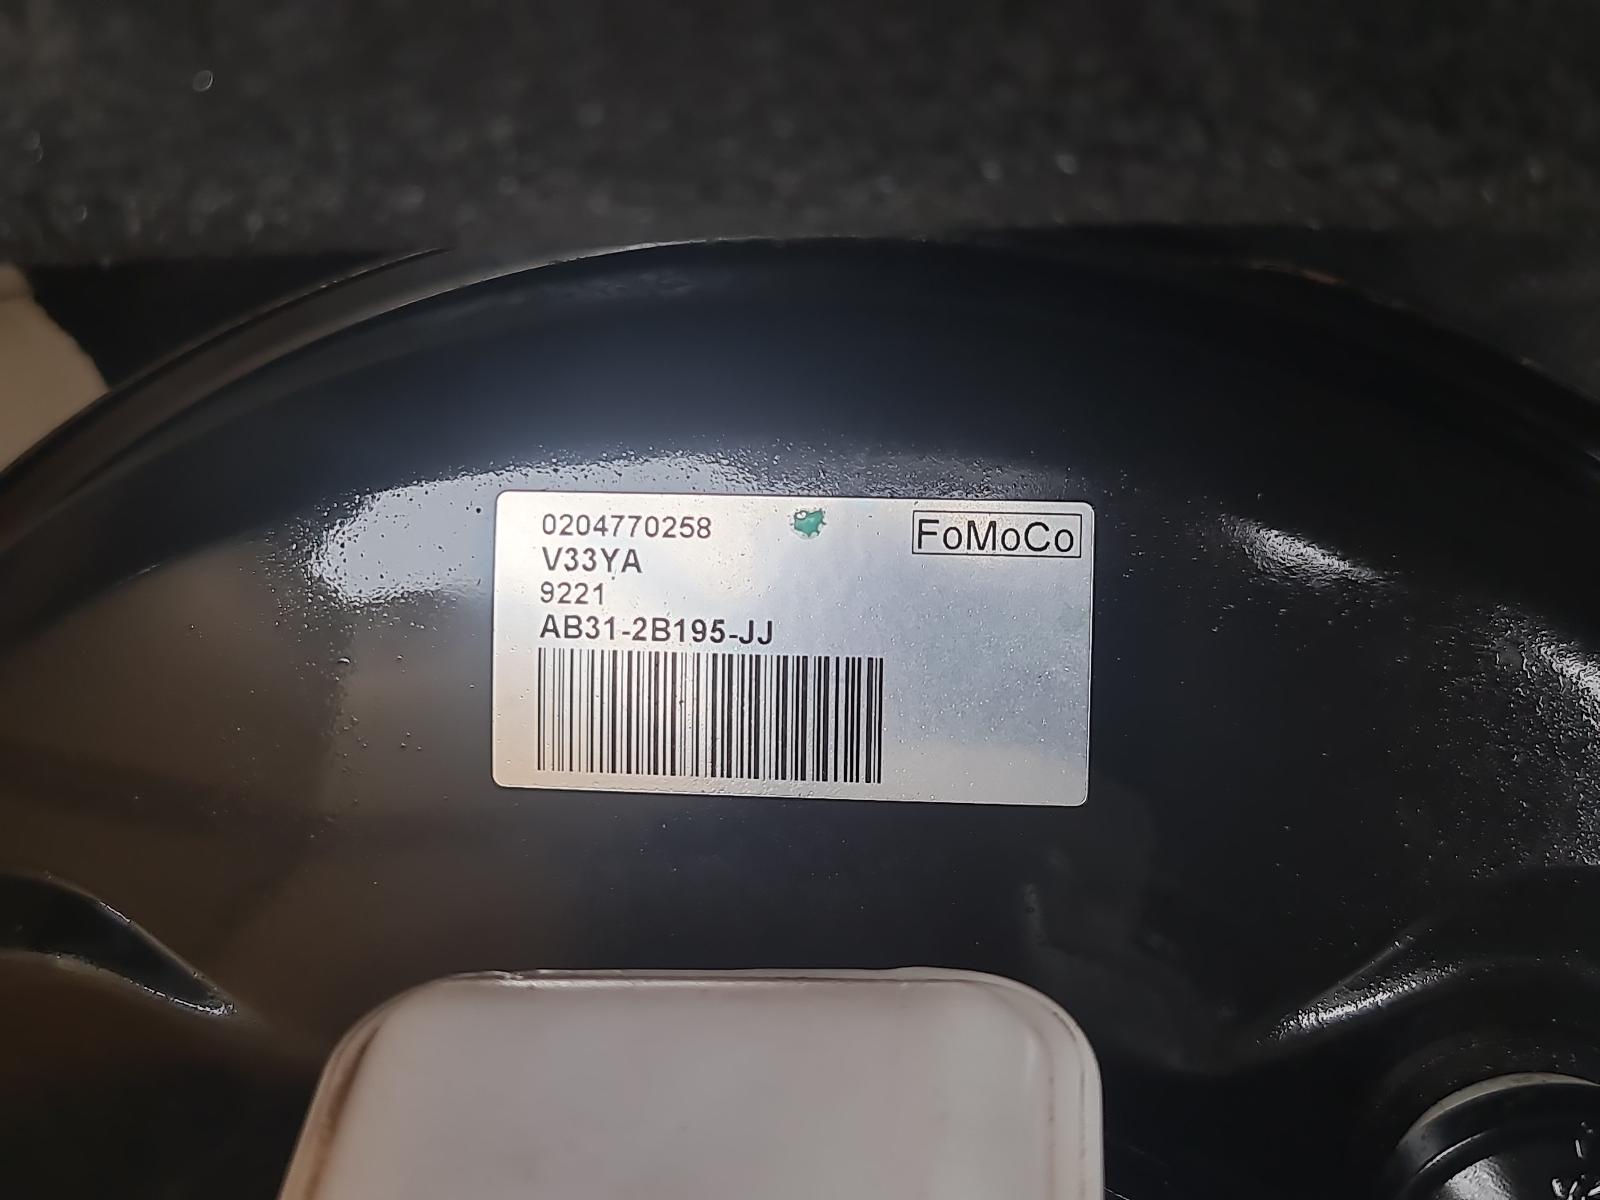 0204770258
FoMoCo
V33YA
9221
AB31-2B195-JJ